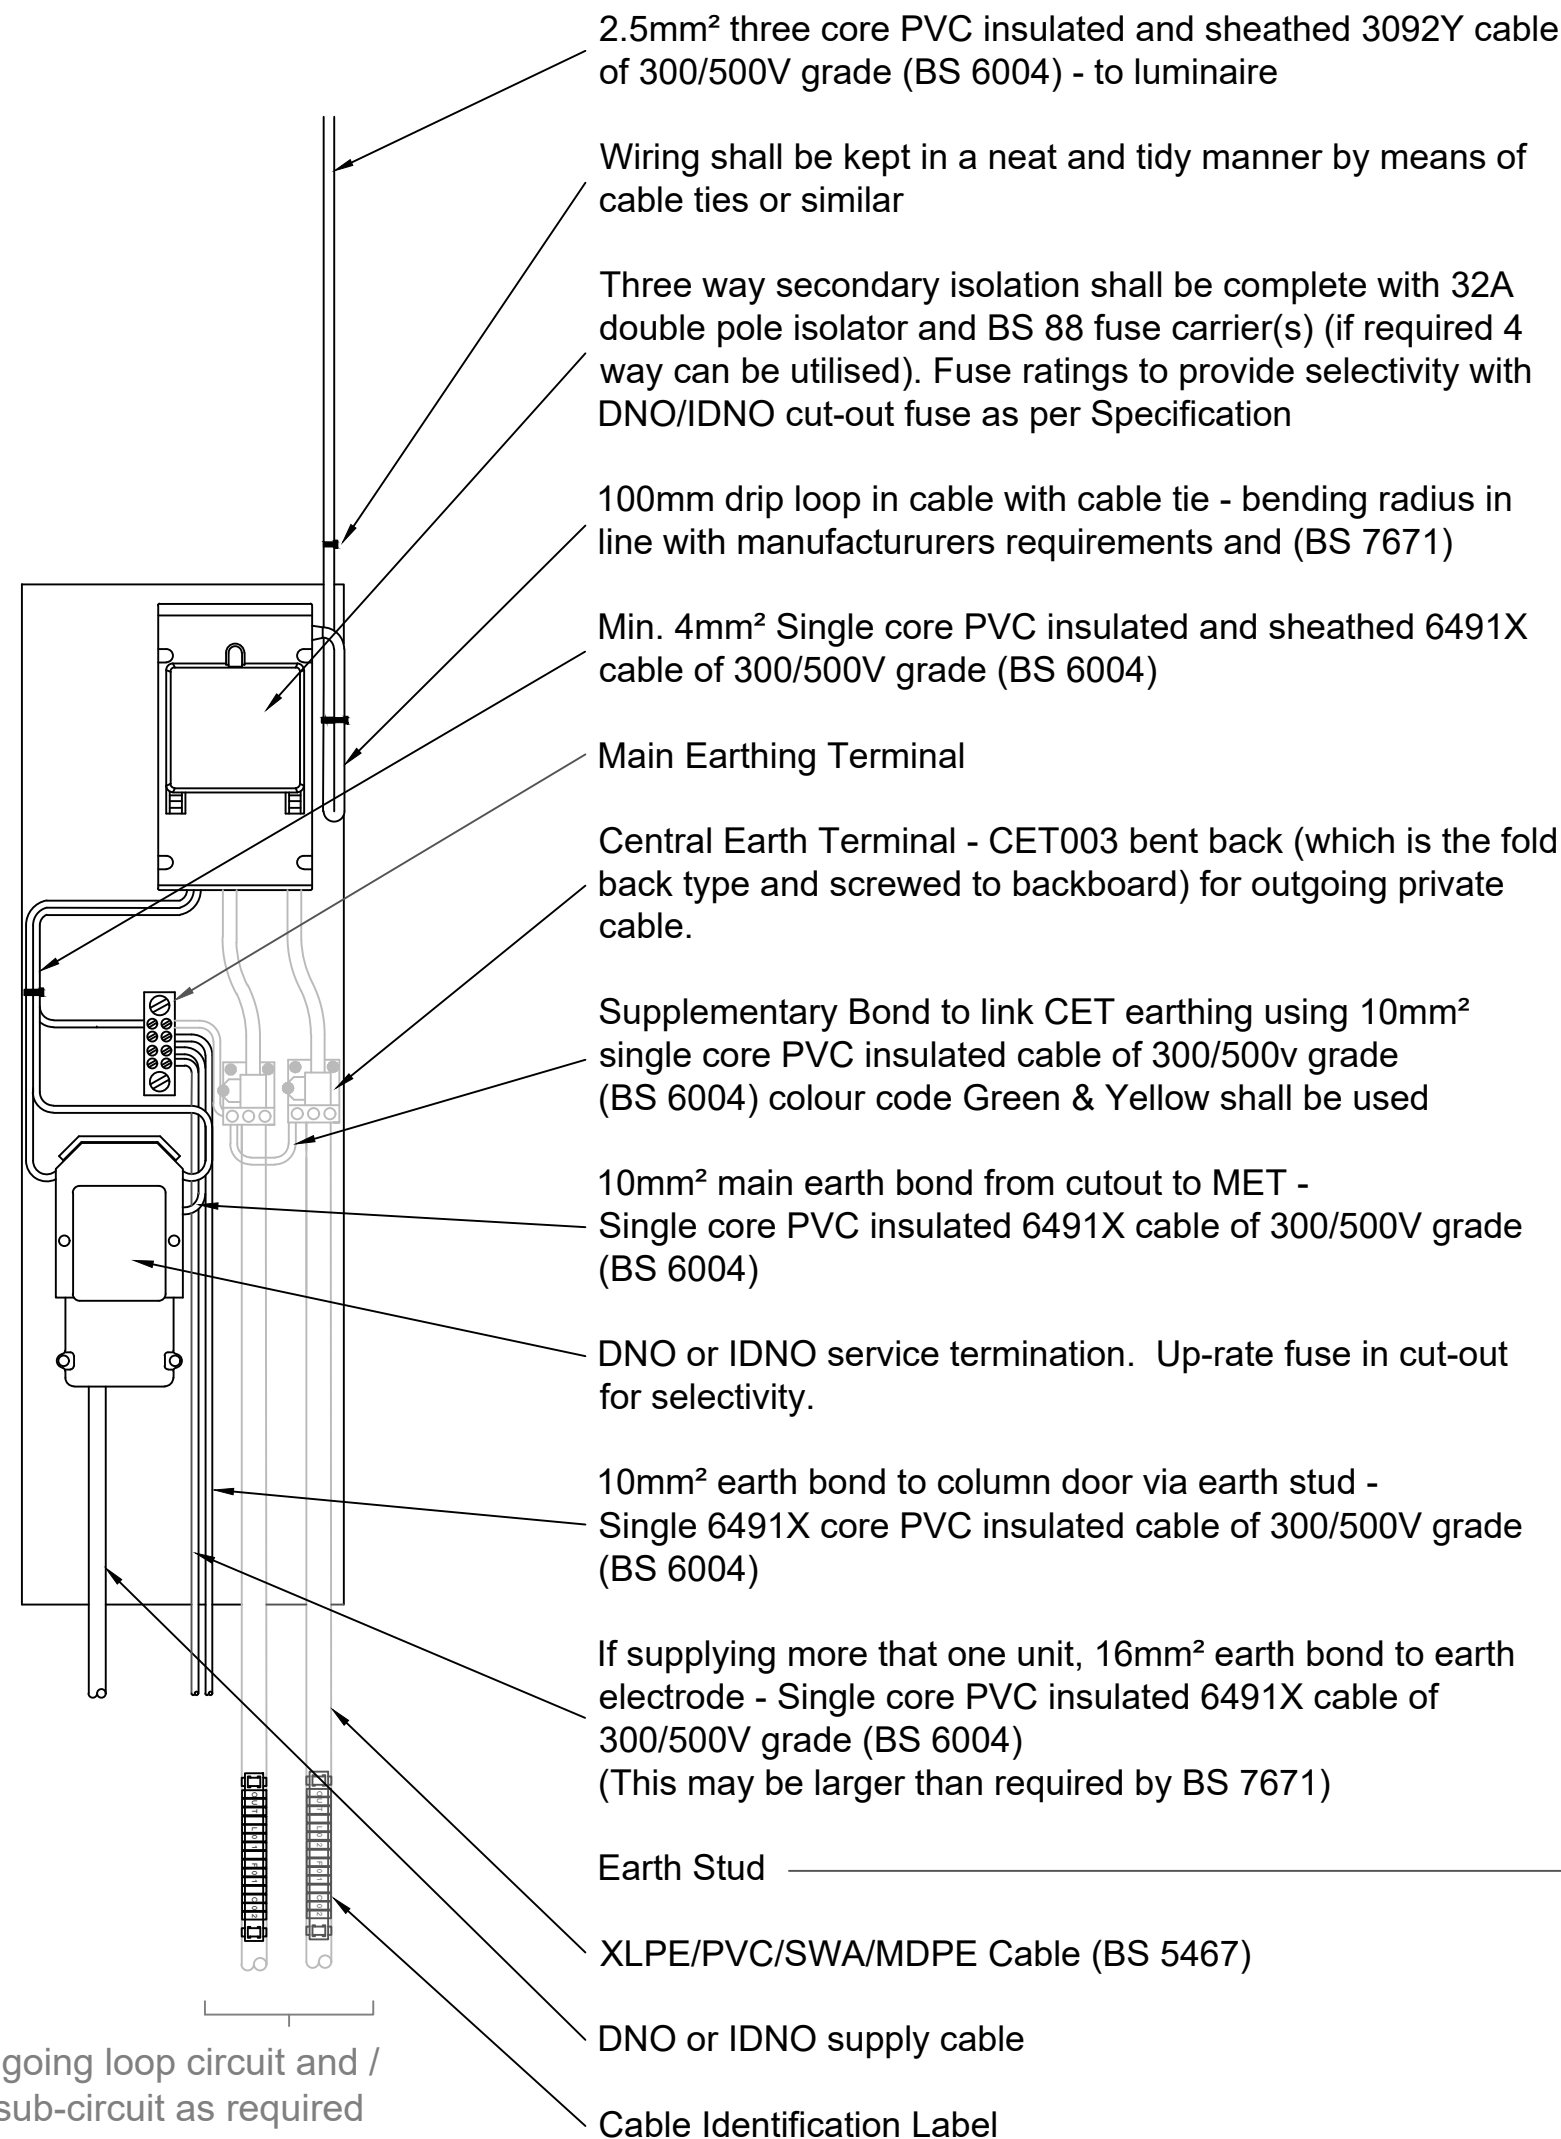 2.5mm² three core PVC insulated and sheathed 3092Y cable
of 300/500V grade (BS 6004) - to luminaire
Wiring shall be kept in a neat and tidy manner by means of
cable ties or similar
Three way secondary isolation shall be complete with 32A
double pole isolator and BS 88 fuse carrier(s) (if required 4
way can be utilised). Fuse ratings to provide selectivity with
DNO/IDNO cut-out fuse as per Specification
100mm drip loop in cable with cable tie - bending radius in
line with manufactururers requirements and (BS 7671)
Min. 4mm² Single core PVC insulated and sheathed 6491X
cable of 300/500V grade (BS 6004)
Main Earthing Terminal
Central Earth Terminal - CET003 bent back (which is the fold
back type and screwed to backboard) for outgoing private
cable.
Supplementary Bond to link CET earthing using 10mm²
single core PVC insulated cable of 300/500v grade
(BS 6004) colour code Green & Yellow shall be used
10mm² main earth bond from cutout to MET -
Single core PVC insulated 6491X cable of 300/500V grade
(BS 6004)
DNO or IDNO service termination.  Up-rate fuse in cut-out
for selectivity.
10mm² earth bond to column door via earth stud -
Single 6491X core PVC insulated cable of 300/500V grade
(BS 6004)
If supplying more that one unit, 16mm² earth bond to earth
electrode - Single core PVC insulated 6491X cable of
300/500V grade (BS 6004)
(This may be larger than required by BS 7671)
Earth Stud
XLPE/PVC/SWA/MDPE Cable (BS 5467)
DNO or IDNO supply cable
Cable Identification Label
going loop circuit and /
sub-circuit as required